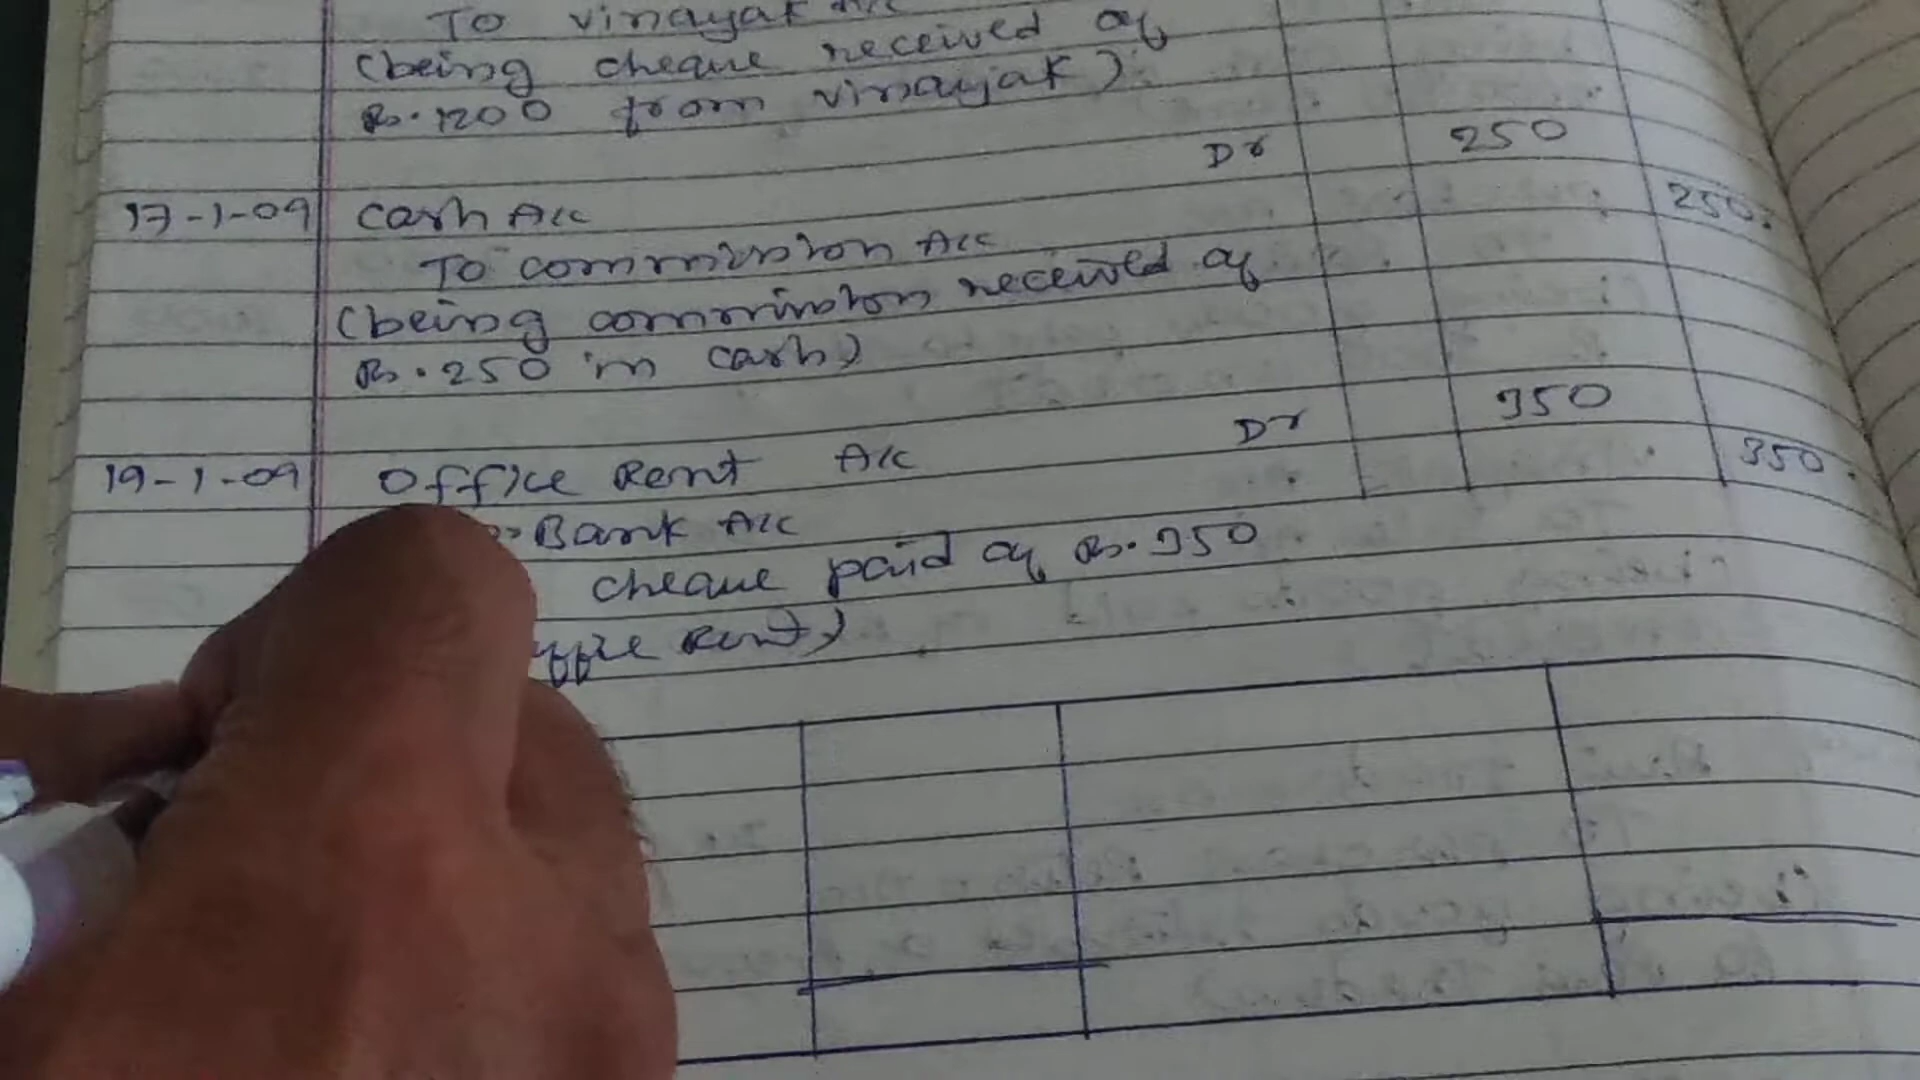 To vinayak A/c
(being cheque received of
Rs. 1200 from vinayak)
Dr 250
17-1-09 Cash A/c 250
To commission A/c
(being commission received of
Rs. 250 in cash)
Dr 350
19-1-09 Office Rent A/c 350
Bank A/c
cheque paid of Rs. 350
office Rent)